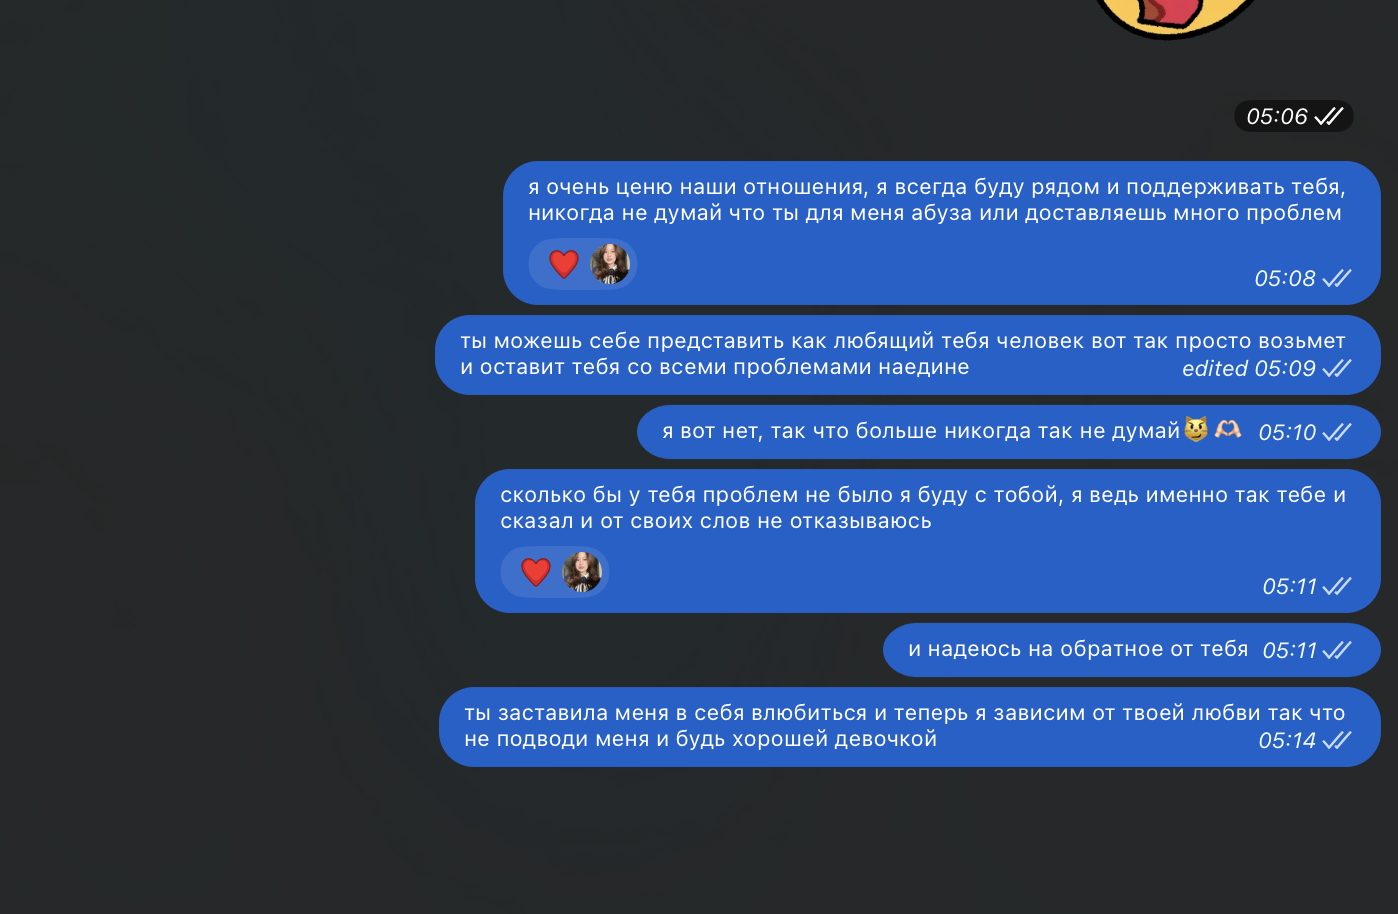 05:06
я очень ценю наши отношения, я всегда буду рядом и поддерживать тебя,
никогда не думай что ты для меня абуза или доставляешь много проблем
05:08
ты можешь себе представить как любящий тебя человек вот так просто возьмет
и оставит тебя со всеми проблемами наедине edited 05:09
я вот нет, так что больше никогда так не думай😼🫶🏻 05:10
сколько бы у тебя проблем не было я буду с тобой, я ведь именно так тебе и
сказал и от своих слов не отказываюсь
05:11
и надеюсь на обратное от тебя 05:11
ты заставила меня в себя влюбиться и теперь я зависим от твоей любви так что
не подводи меня и будь хорошей девочкой 05:14